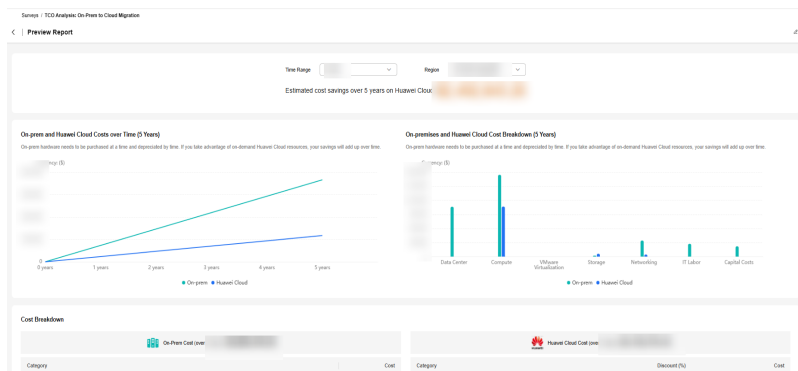 Surveys / TCO Analysis: On-Prem to Cloud Migration
Preview Report
Time Range
Region
Estimated cost savings over 5 years on Huawei Cloud
On-prem and Huawei Cloud Costs over Time (5 Years)
On-prem hardware needs to be purchased at a time and depreciated by time. If you take advantage of on-demand Huawei Cloud resources, your savings will add up over time.
($)
0
0 years 1 years 2 years 3 years 4 years 5 years
On-prem Huawei Cloud
On-premises and Huawei Cloud Cost Breakdown (5 Years)
On-prem hardware needs to be purchased at a time and depreciated by time. If you take advantage of on-demand Huawei Cloud resources, your savings will add up over time.
($)
Data Center Compute VMware Virtualization Storage Networking IT Labor Capital Costs
On-prem Huawei Cloud
Cost Breakdown
On-Prem Cost (over
Category Cost
HUAWEI
Huawei Cloud Cost (over
Category Discount (%) Cost